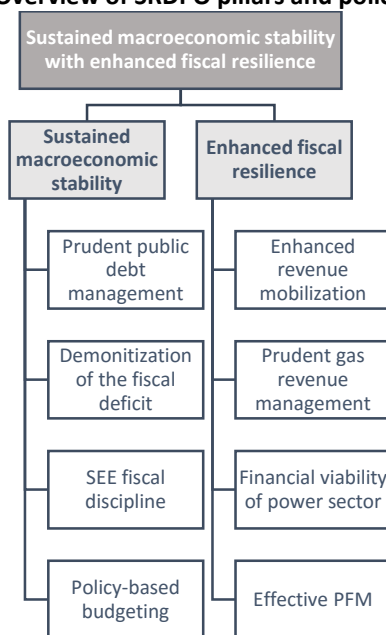 Overview of SRDPO pillars and polic
Sustained macroeconomic stability
with enhanced fiscal resilience
Sustained
macroeconomic
stability
Enhanced fiscal
resilience
Prudent public
debt
management
Demonitization
of the fiscal
deficit
SEE fiscal
discipline
Policy-based
budgeting
Enhanced
revenue
mobilization
Prudent gas
revenue
management
Financial viability
of power sector
Effective PFM